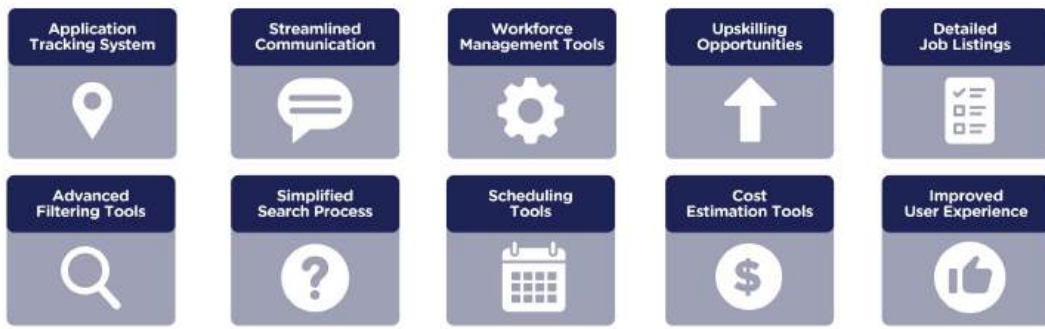 Application
Tracking System
Streamlined
Communication
Workforce
Management Tools
Upskilling
Opportunities
Detailed
Job Listings
Advanced
Filtering Tools
Simplified
Search Process
?
Scheduling
Tools
Cost
Estimation Tools
$
Improved
User Experience